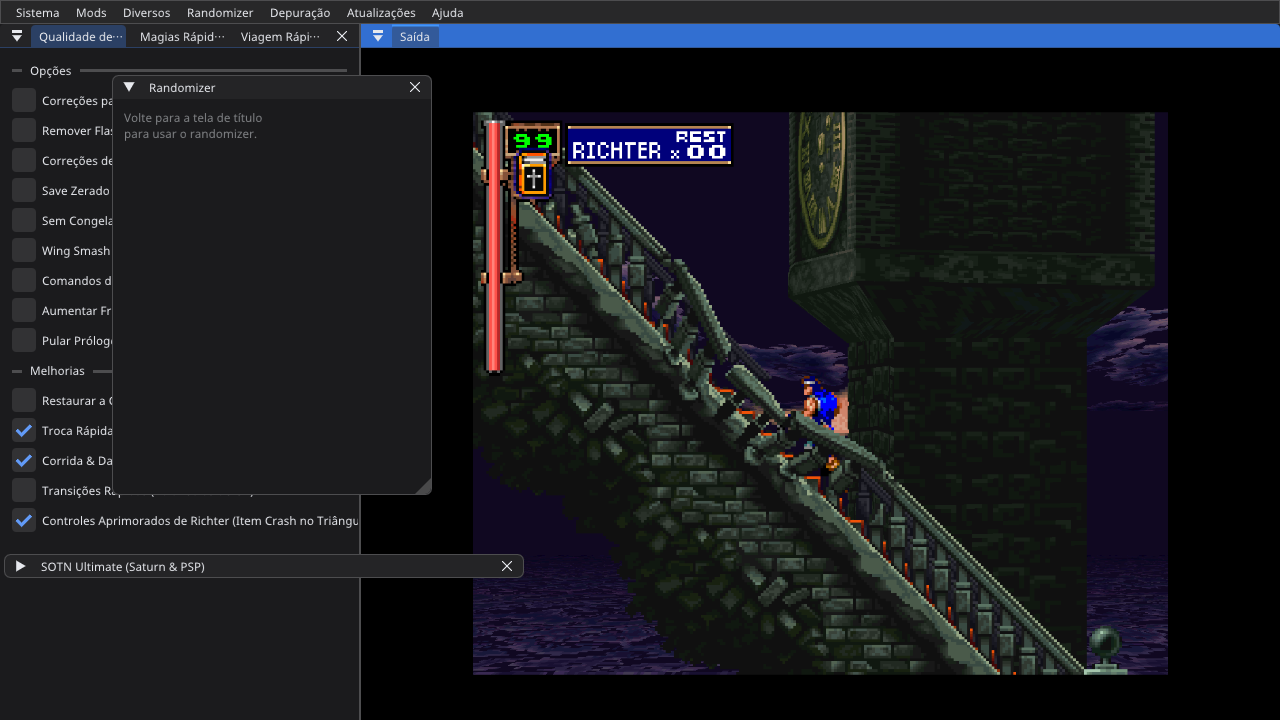 Sistema Mods Diversos Randomizer Depuração Atualizações Ajuda
Qualidade de··· Magias Rápid··· Viagem Rápi···
Saída
Opções
Randomizer
Volte para a tela de título
para usar o randomizer.
Correções pa
Remover Flas
Correções de
Save Zerado
Sem Congela
Wing Smash
Comandos d
Aumentar Fr
Pular Prólogo
Melhorias
Restaurar a
Troca Rápida
Corrida & Da
Transições
Controles Aprimorados de Richter (Item Crash no Triângu
SOTN Ultimate (Saturn & PSP)
99
REST
RICHTER x 00